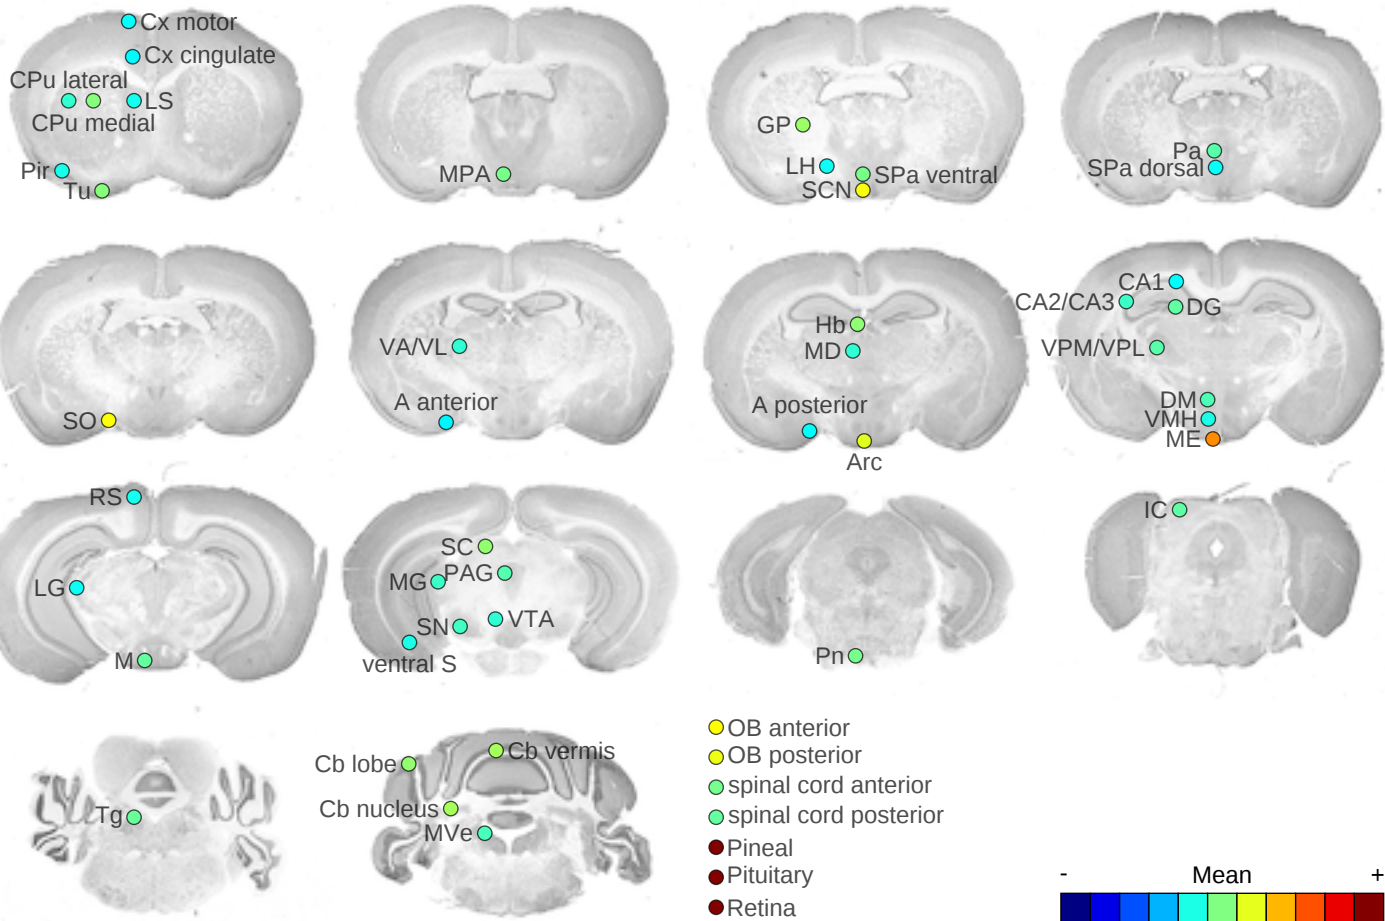 Cx motor
Cx cingulate
CPu lateral
LS
CPu medial
Pir
Tu
MPA
GP
LH
SPa ventral
SCN
Pa
SPa dorsal
SO
VA/VL
A anterior
Hb
MD
A posterior
Arc
CA1
CA2/CA3
DG
VPM/VPL
DM
VMH
ME
RS
LG
M
SC
PAG
MG
VTA
SN
ventral S
Pn
IC
Tg
Cb vermis
Cb lobe
Cb nucleus
MVe
OB anterior
OB posterior
spinal cord anterior
spinal cord posterior
Pineal
Pituitary
Retina
- Mean +